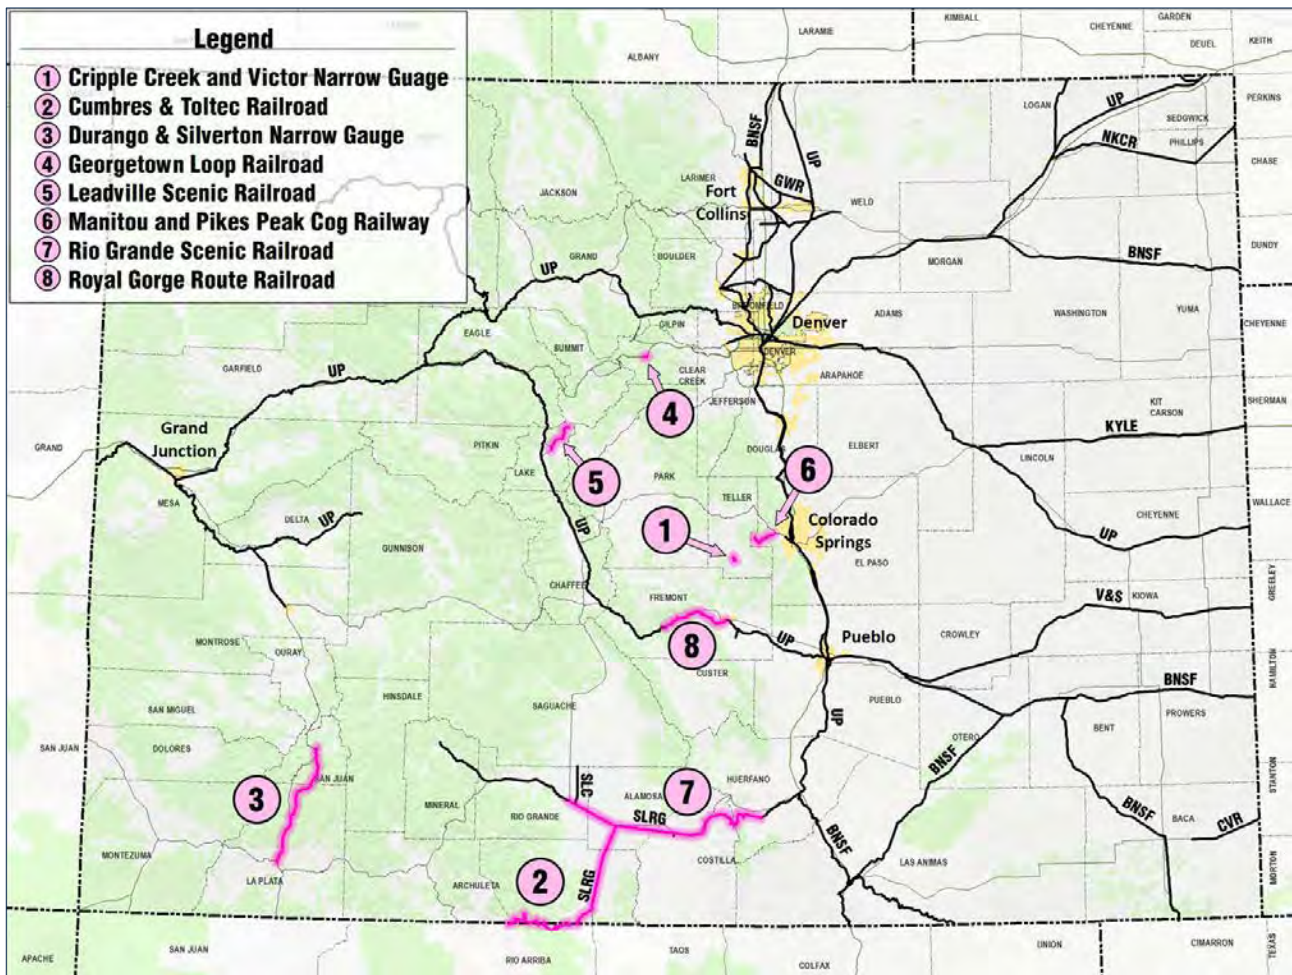 Legend
1 Cripple Creek and Victor Narrow Guage
2 Cumbres & Toltec Railroad
3 Durango & Silverton Narrow Gauge
4 Georgetown Loop Railroad
5 Leadville Scenic Railroad
6 Manitou and Pikes Peak Cog Railway
7 Rio Grande Scenic Railroad
8 Royal Gorge Route Railroad
KIMBALL
GARDEN
CHEYENNE
LARAMIE
DEUEL
KEITH
ALBANY
LOGAN
UP
PERKINS
SEDGWICK
PHILLIPS
NKCR
CHASE
BNSF
UP
LARIMER
GWR
JACKSON
Fort
Collins
WELD
DUNDY
GRAND
BOULDER
MORGAN
BNSF
UP
BROOMFIELD
YUMA
ADAMS
WASHINGTON
CHEYENNE
Denver
GILPIN
EAGLE
SUMMIT
DENVER
GARFIELD
UP
CLEAR
CREEK
ARAPAHOE
JEFFERSON
KIT
CARSON
SHERMAN
4
Grand
Junction
GRAND
PITKIN
DOUGLAS
ELBERT
KYLE
LINCOLN
LAKE
5
PARK
6
TELLER
MESA
DELTA
UP
UP
1
Colorado
Springs
CHEYENNE
WALLACE
UP
GUNNISON
EL PASO
CHAFFEE
FREMONT
V&S
KIOWA
GREELEY
MONTROSE
OURAY
8
UP
Pueblo
CROWLEY
CUSTER
HINSDALE
SAN MIGUEL
SAGUACHE
PUEBLO
BNSF
HAMILTON
PROWERS
BENT
UP
OTERO
BNSF
SAN JUAN
DOLORES
SAN JUAN
SLC
HUERFANO
STANTON
3
MINERAL
RIO GRANDE
ALAMOSA
7
SLRG
BNSF
BACA
CVR
BNSF
MONTEZUMA
LA PLATA
COSTILLA
LAS ANIMAS
MORTON
ARCHULETA
2
SLRG
APACHE
SAN JUAN
RIO ARRIBA
TAOS
COLFAX
UNION
CIMARRON
TEXAS